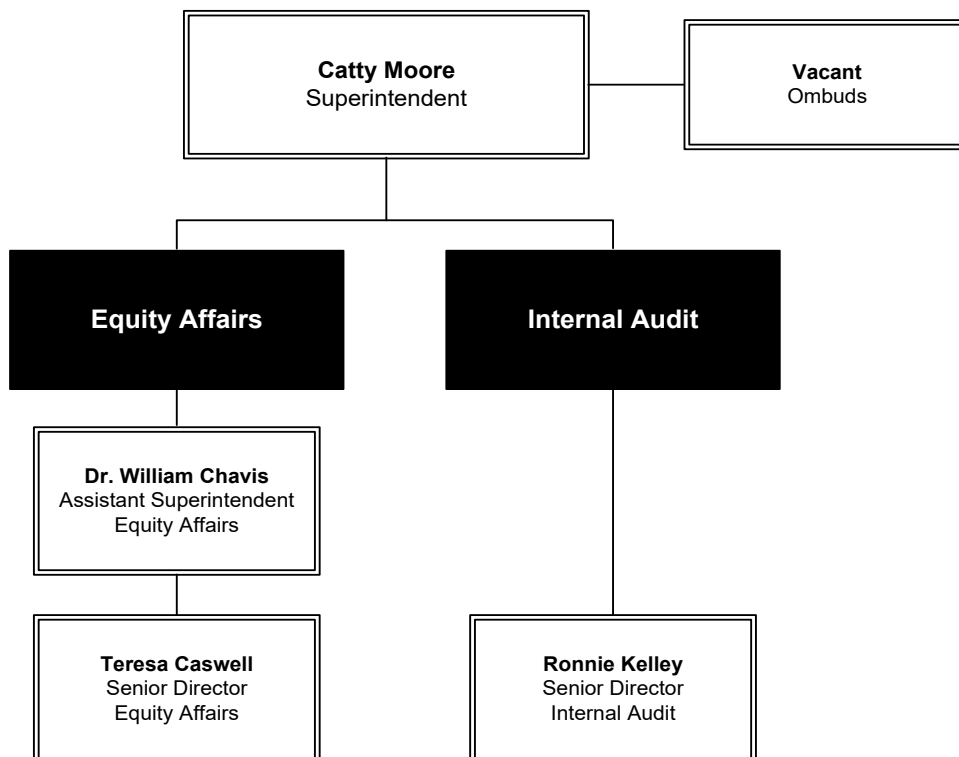 Catty Moore
Superintendent
Vacant
Ombuds
Equity Affairs
Internal Audit
Dr. William Chavis
Assistant Superintendent
Equity Affairs
Teresa Caswell
Senior Director
Equity Affairs
Ronnie Kelley
Senior Director
Internal Audit